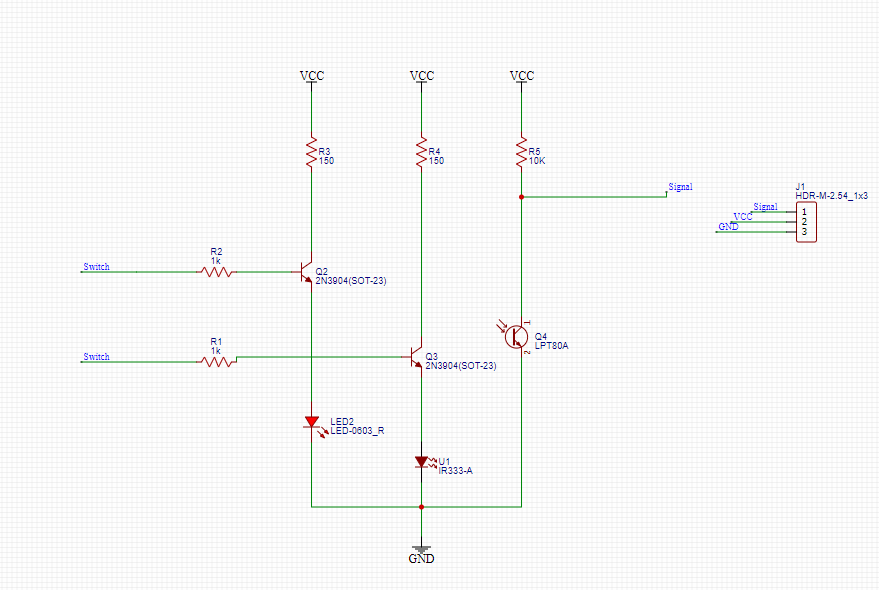 VCC
VCC
VCC
R3
150
R4
150
R5
10K
Signal
J1
HDR-M-2.54_1x3
Signal
1
VCC
2
GND
3
R2
1k
Switch
Q2
2N3904(SOT-23)
1
Q4
LPT80A
2
R1
1k
Switch
Q3
2N3904(SOT-23)
LED2
LED-0603_R
U1
IR333-A
GND